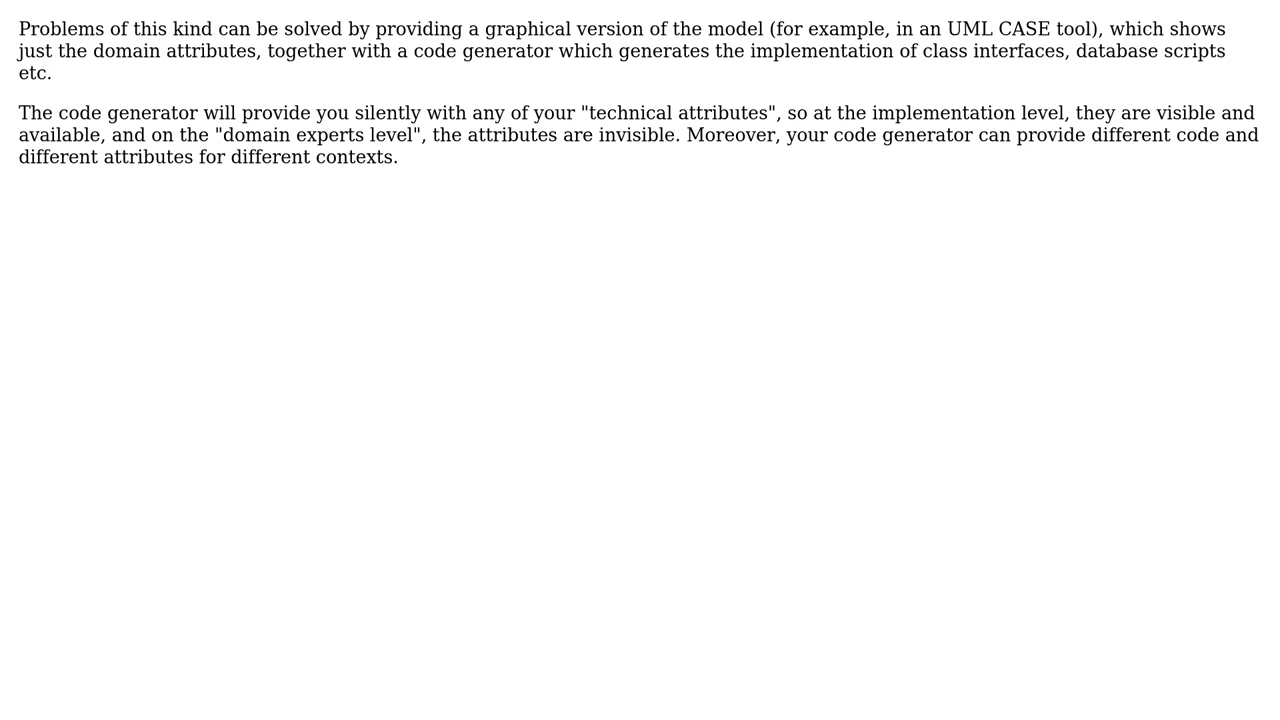 Problems of this kind can be solved by providing a graphical version of the model (for example, in an UML CASE tool), which shows
just the domain attributes, together with a code generator which generates the implementation of class interfaces, database scripts
etc.
The code generator will provide you silently with any of your "technical attributes", so at the implementation level, they are visible and
available, and on the "domain experts level", the attributes are invisible. Moreover, your code generator can provide different code and
different attributes for different contexts.